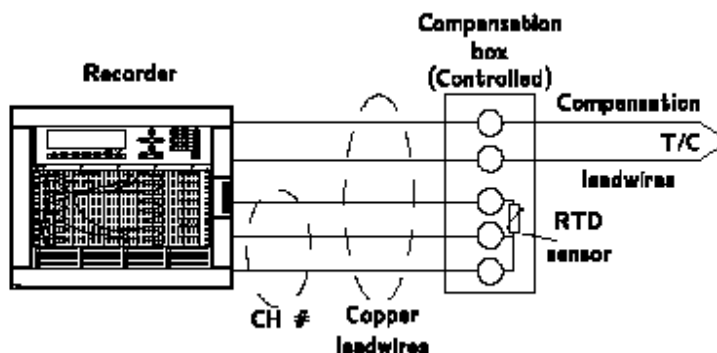 Compensation
box
(Controlled)
Recorder
Compensation
T/C
leadwires
RTD
sensor
CH #
Copper
leadwires